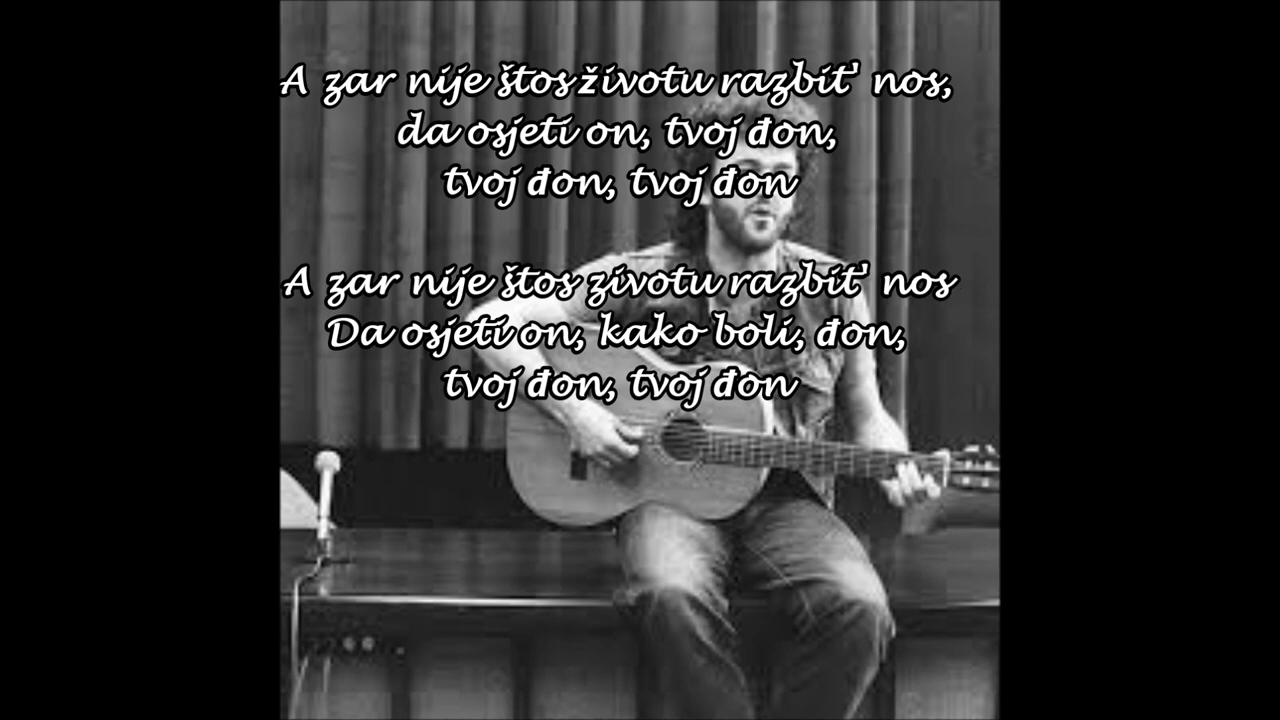 A zar nije štos životu razbit' nos,
da osjeti on, tvoj đon,
tvoj đon, tvoj đon
A zar nije štos zivotu razbit' nos
Da osjeti on, kako boli, đon,
tvoj đon, tvoj đon